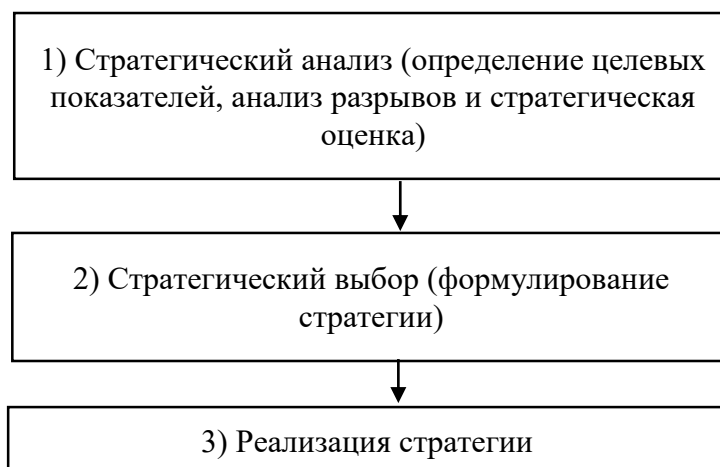 1) Стратегический анализ (определение целевых
показателей, анализ разрывов и стратегическая
оценка)
2) Стратегический выбор (формулирование
стратегии)
3) Реализация стратегии